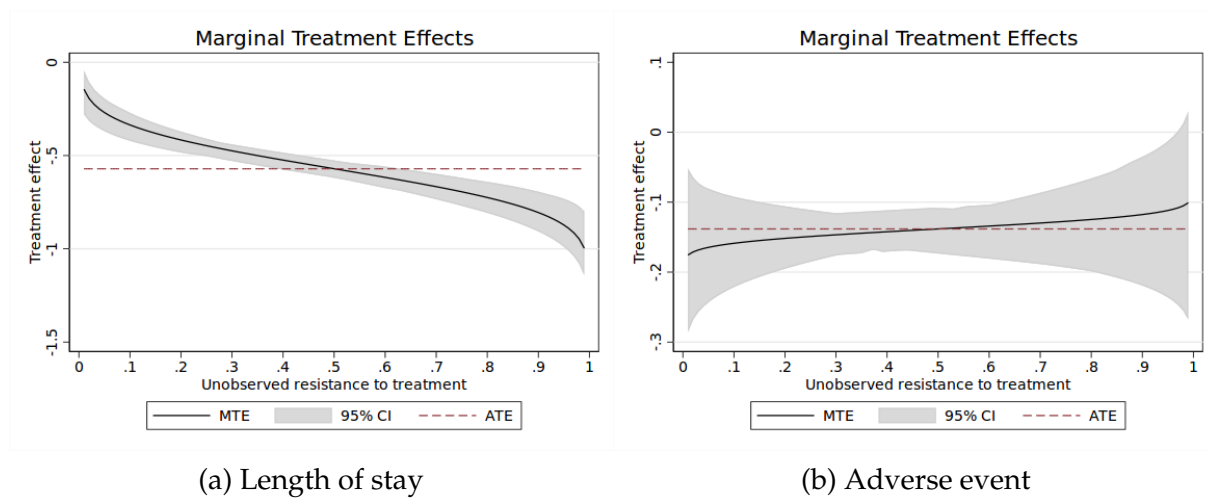 Marginal Treatment Effects
Treatment effect
0
-.5
-1
-1.5
0 .1 .2 .3 .4 .5 .6 .7 .8 .9 1
Unobserved resistance to treatment
MTE 95% CI ATE
(a) Length of stay
Marginal Treatment Effects
Treatment effect
.1
0
-.1
-.2
-.3
0 .1 .2 .3 .4 .5 .6 .7 .8 .9 1
Unobserved resistance to treatment
MTE 95% CI ATE
(b) Adverse event